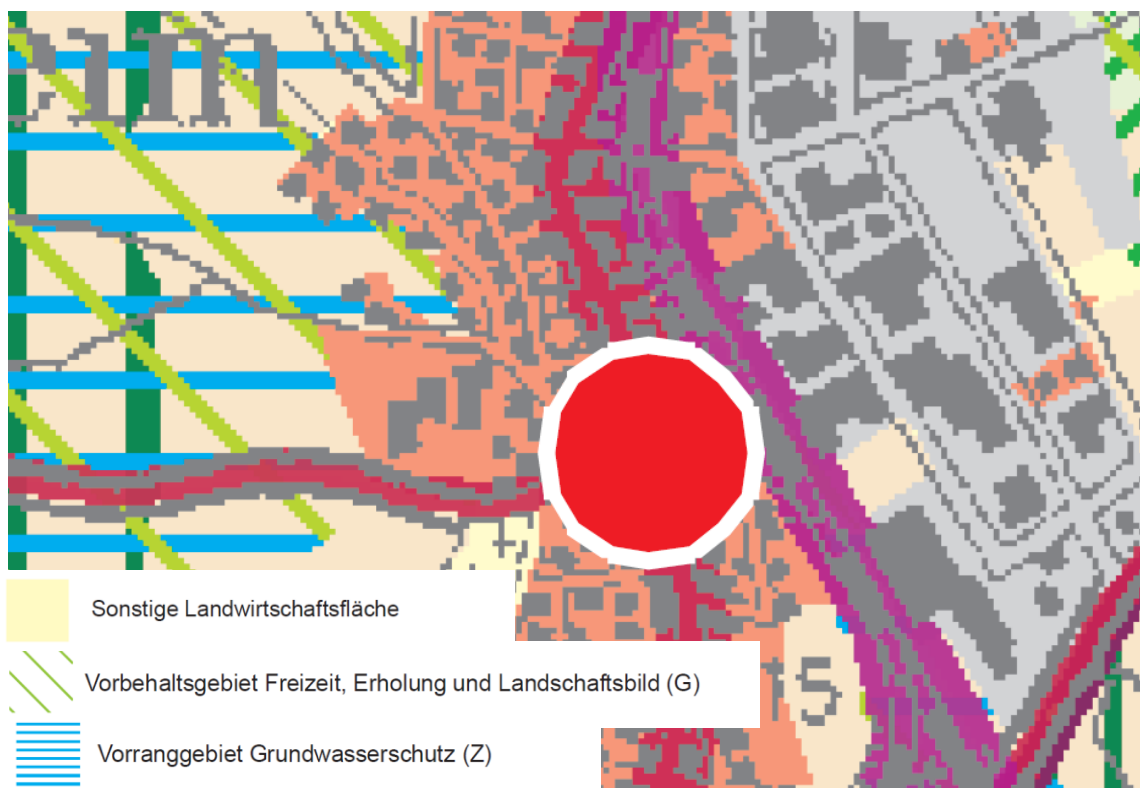 Sonstige Landwirtschaftsfläche
Vorbehaltsgebiet Freizeit, Erholung und Landschaftsbild (G)
Vorranggebiet Grundwasserschutz (Z)